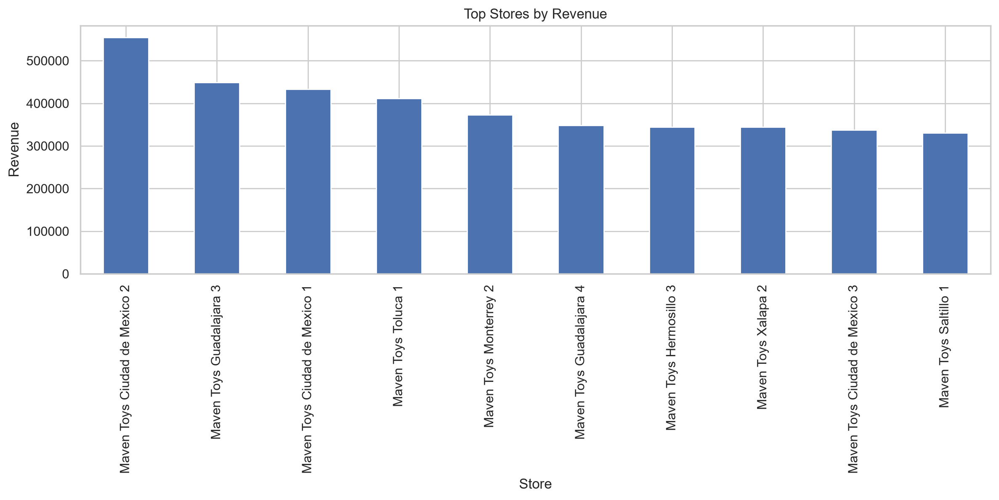 Top Stores by Revenue
Revenue
500000
400000
300000
200000
100000
0
Maven Toys Ciudad de Mexico 2
Maven Toys Guadalajara 3
Maven Toys Ciudad de Mexico 1
Maven Toys Toluca 1
Maven Toys Monterrey 2
Maven Toys Guadalajara 4
Maven Toys Hermosillo 3
Maven Toys Xalapa 2
Maven Toys Ciudad de Mexico 3
Maven Toys Saltillo 1
Store